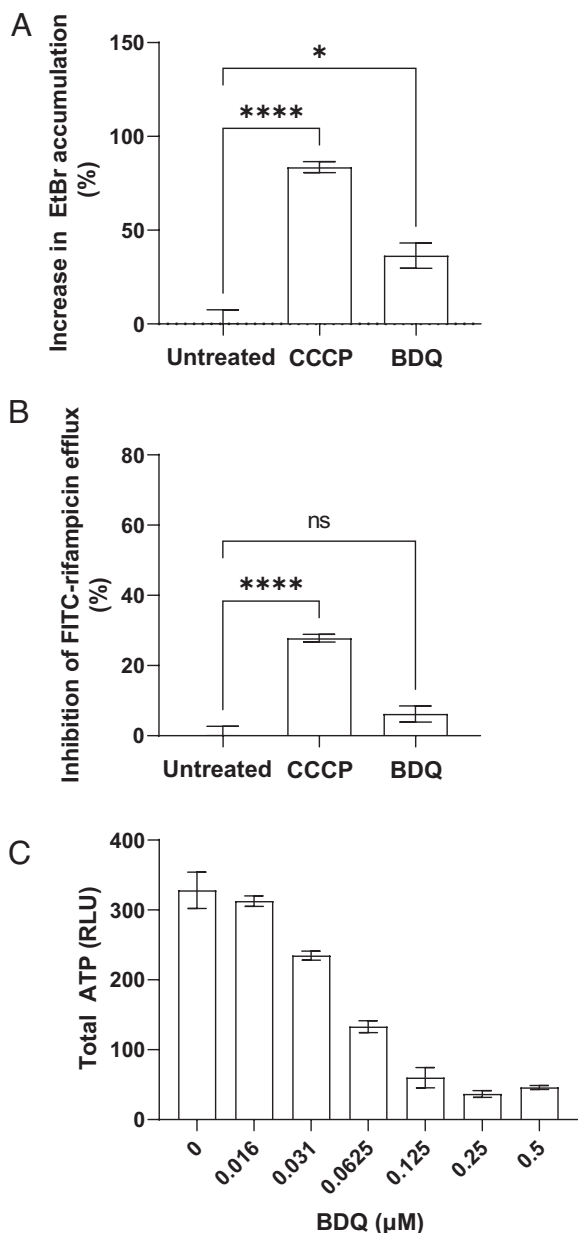 A
Increase in EtBr accumulation
(%)
150
100
50
0
*
****
Untreated
CCCP
BDQ
B
Inhibition of FITC-rifampicin efflux
(%)
80
60
40
20
0
ns
****
Untreated
CCCP
BDQ
C
Total ATP (RLU)
400
300
200
100
0
0
0.016
0.031
0.0625
0.125
0.25
0.5
BDQ (µM)